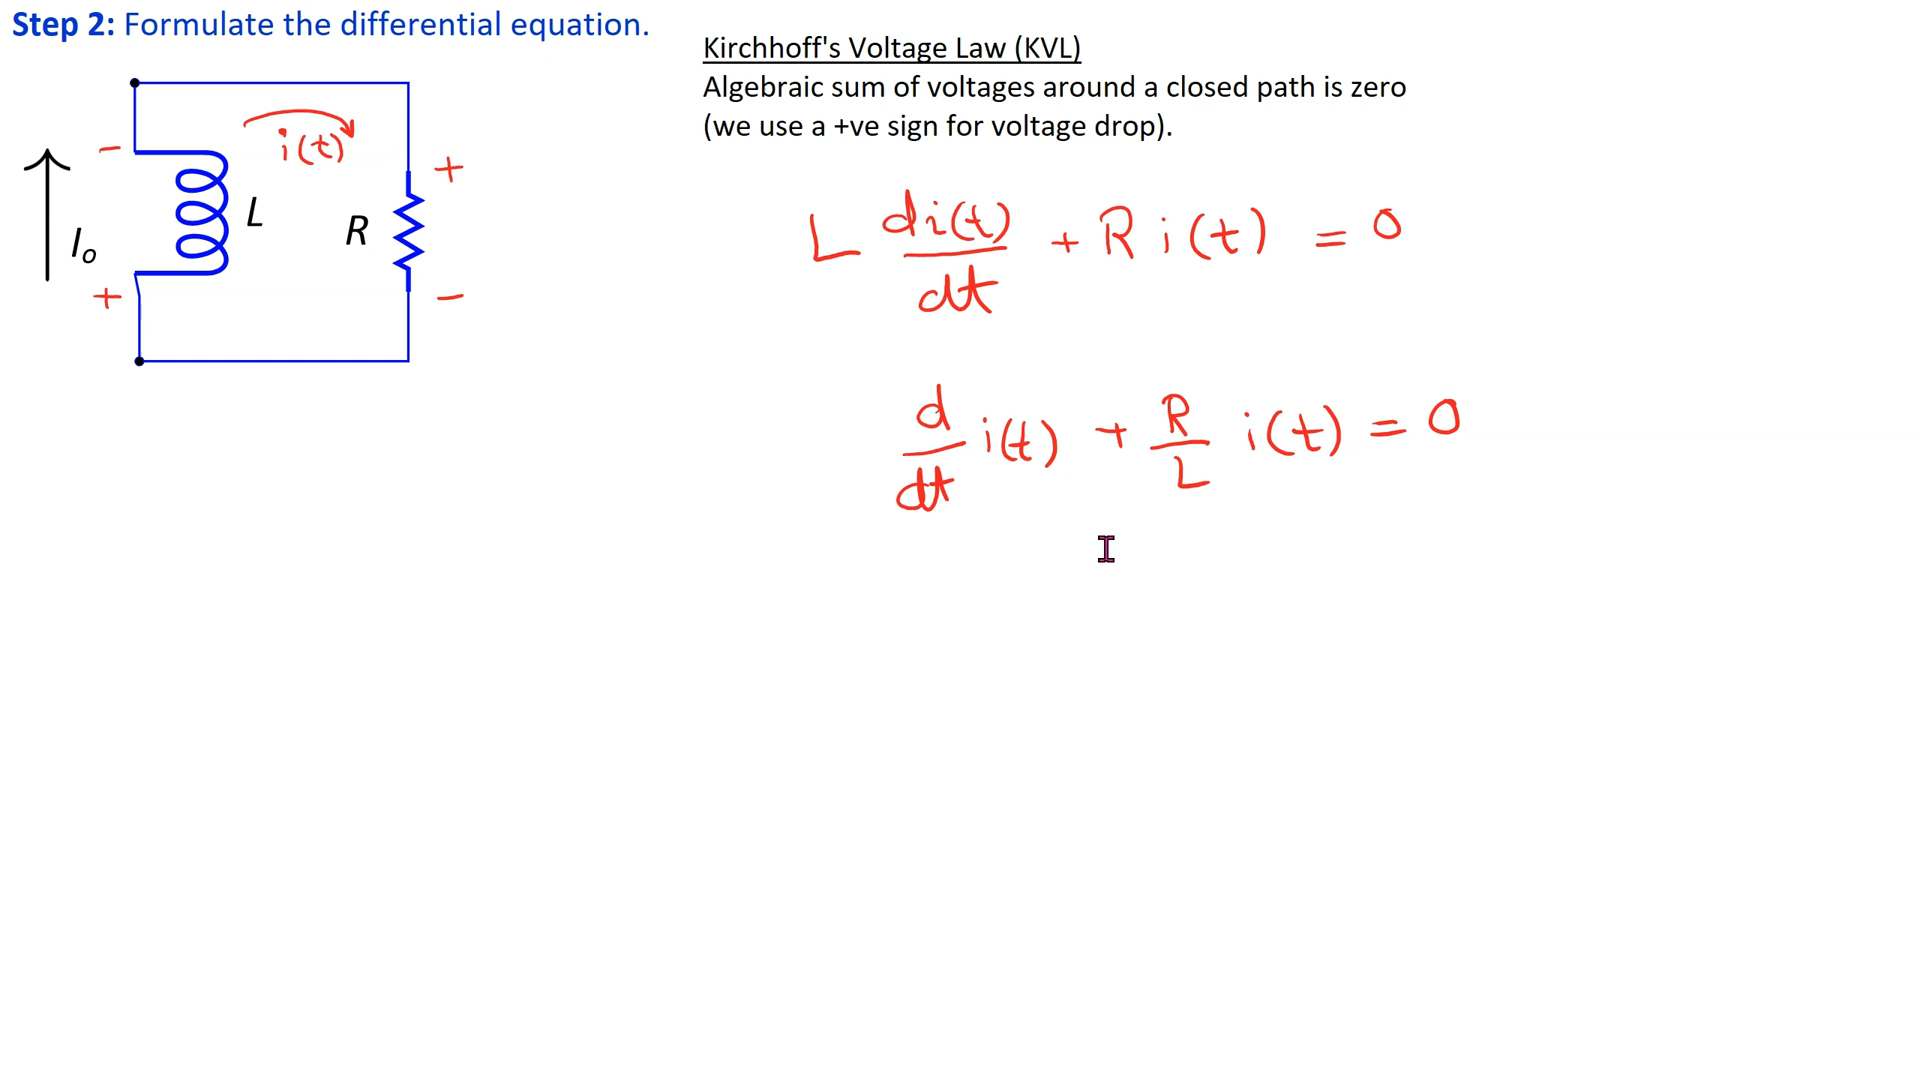 Step 2: Formulate the differential equation.
Kirchhoff's Voltage Law (KVL)
Algebraic sum of voltages around a closed path is zero
(we use a +ve sign for voltage drop).
i(t)
-
+
L
R
I₀
+
-
L di(t)/dt + R i(t) = 0
d/dt i(t) + R/L i(t) = 0